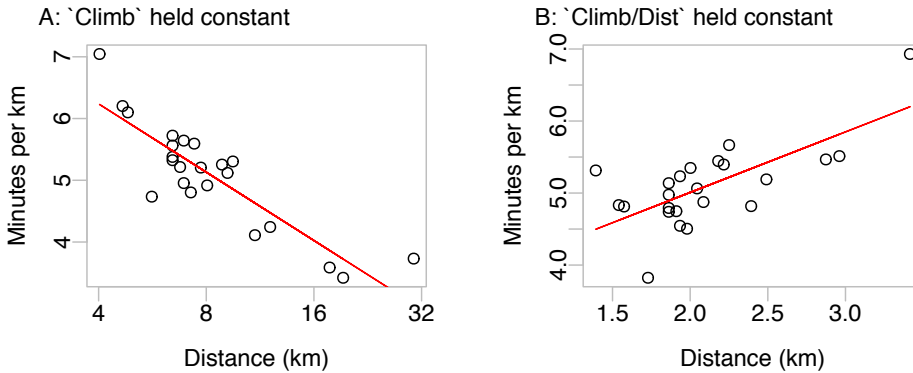 A: `Climb` held constant
Minutes per km
7
6
5
4
4 8 16 32
Distance (km)
B: `Climb/Dist` held constant
Minutes per km
7.0
6.0
5.0
4.0
1.5 2.0 2.5 3.0
Distance (km)